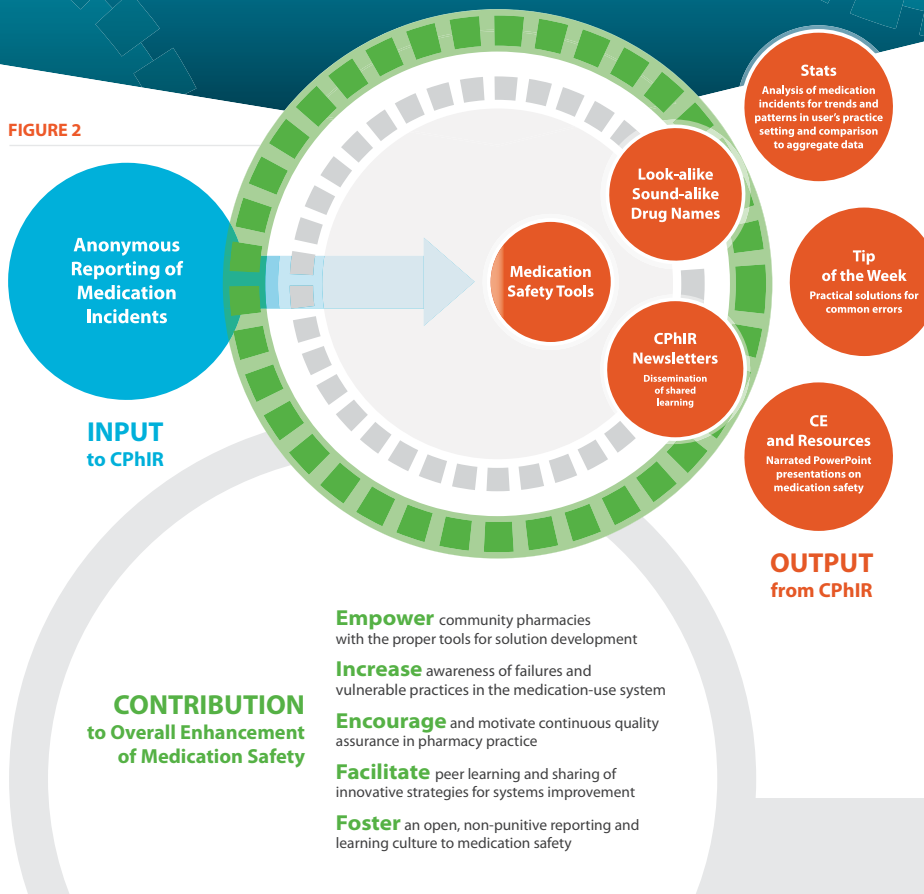 FIGURE 2
Anonymous
Reporting of
Medication
Incidents
INPUT
to CPhIR
Medication
Safety Tools
Look-alike
Sound-alike
Drug Names
CPhIR
Newsletters
Dissemination
of shared
learning
Stats
Analysis of medication
incidents for trends and
patterns in user's practice
setting and comparison
to aggregate data
Tip
of the Week
Practical solutions for
common errors
CE
and Resources
Narrated PowerPoint
presentations on
medication safety
OUTPUT
from CPhIR
CONTRIBUTION
to Overall Enhancement
of Medication Safety
Empower community pharmacies
with the proper tools for solution development
Increase awareness of failures and
vulnerable practices in the medication-use system
Encourage and motivate continuous quality
assurance in pharmacy practice
Facilitate peer learning and sharing of
innovative strategies for systems improvement
Foster an open, non-punitive reporting and
learning culture to medication safety